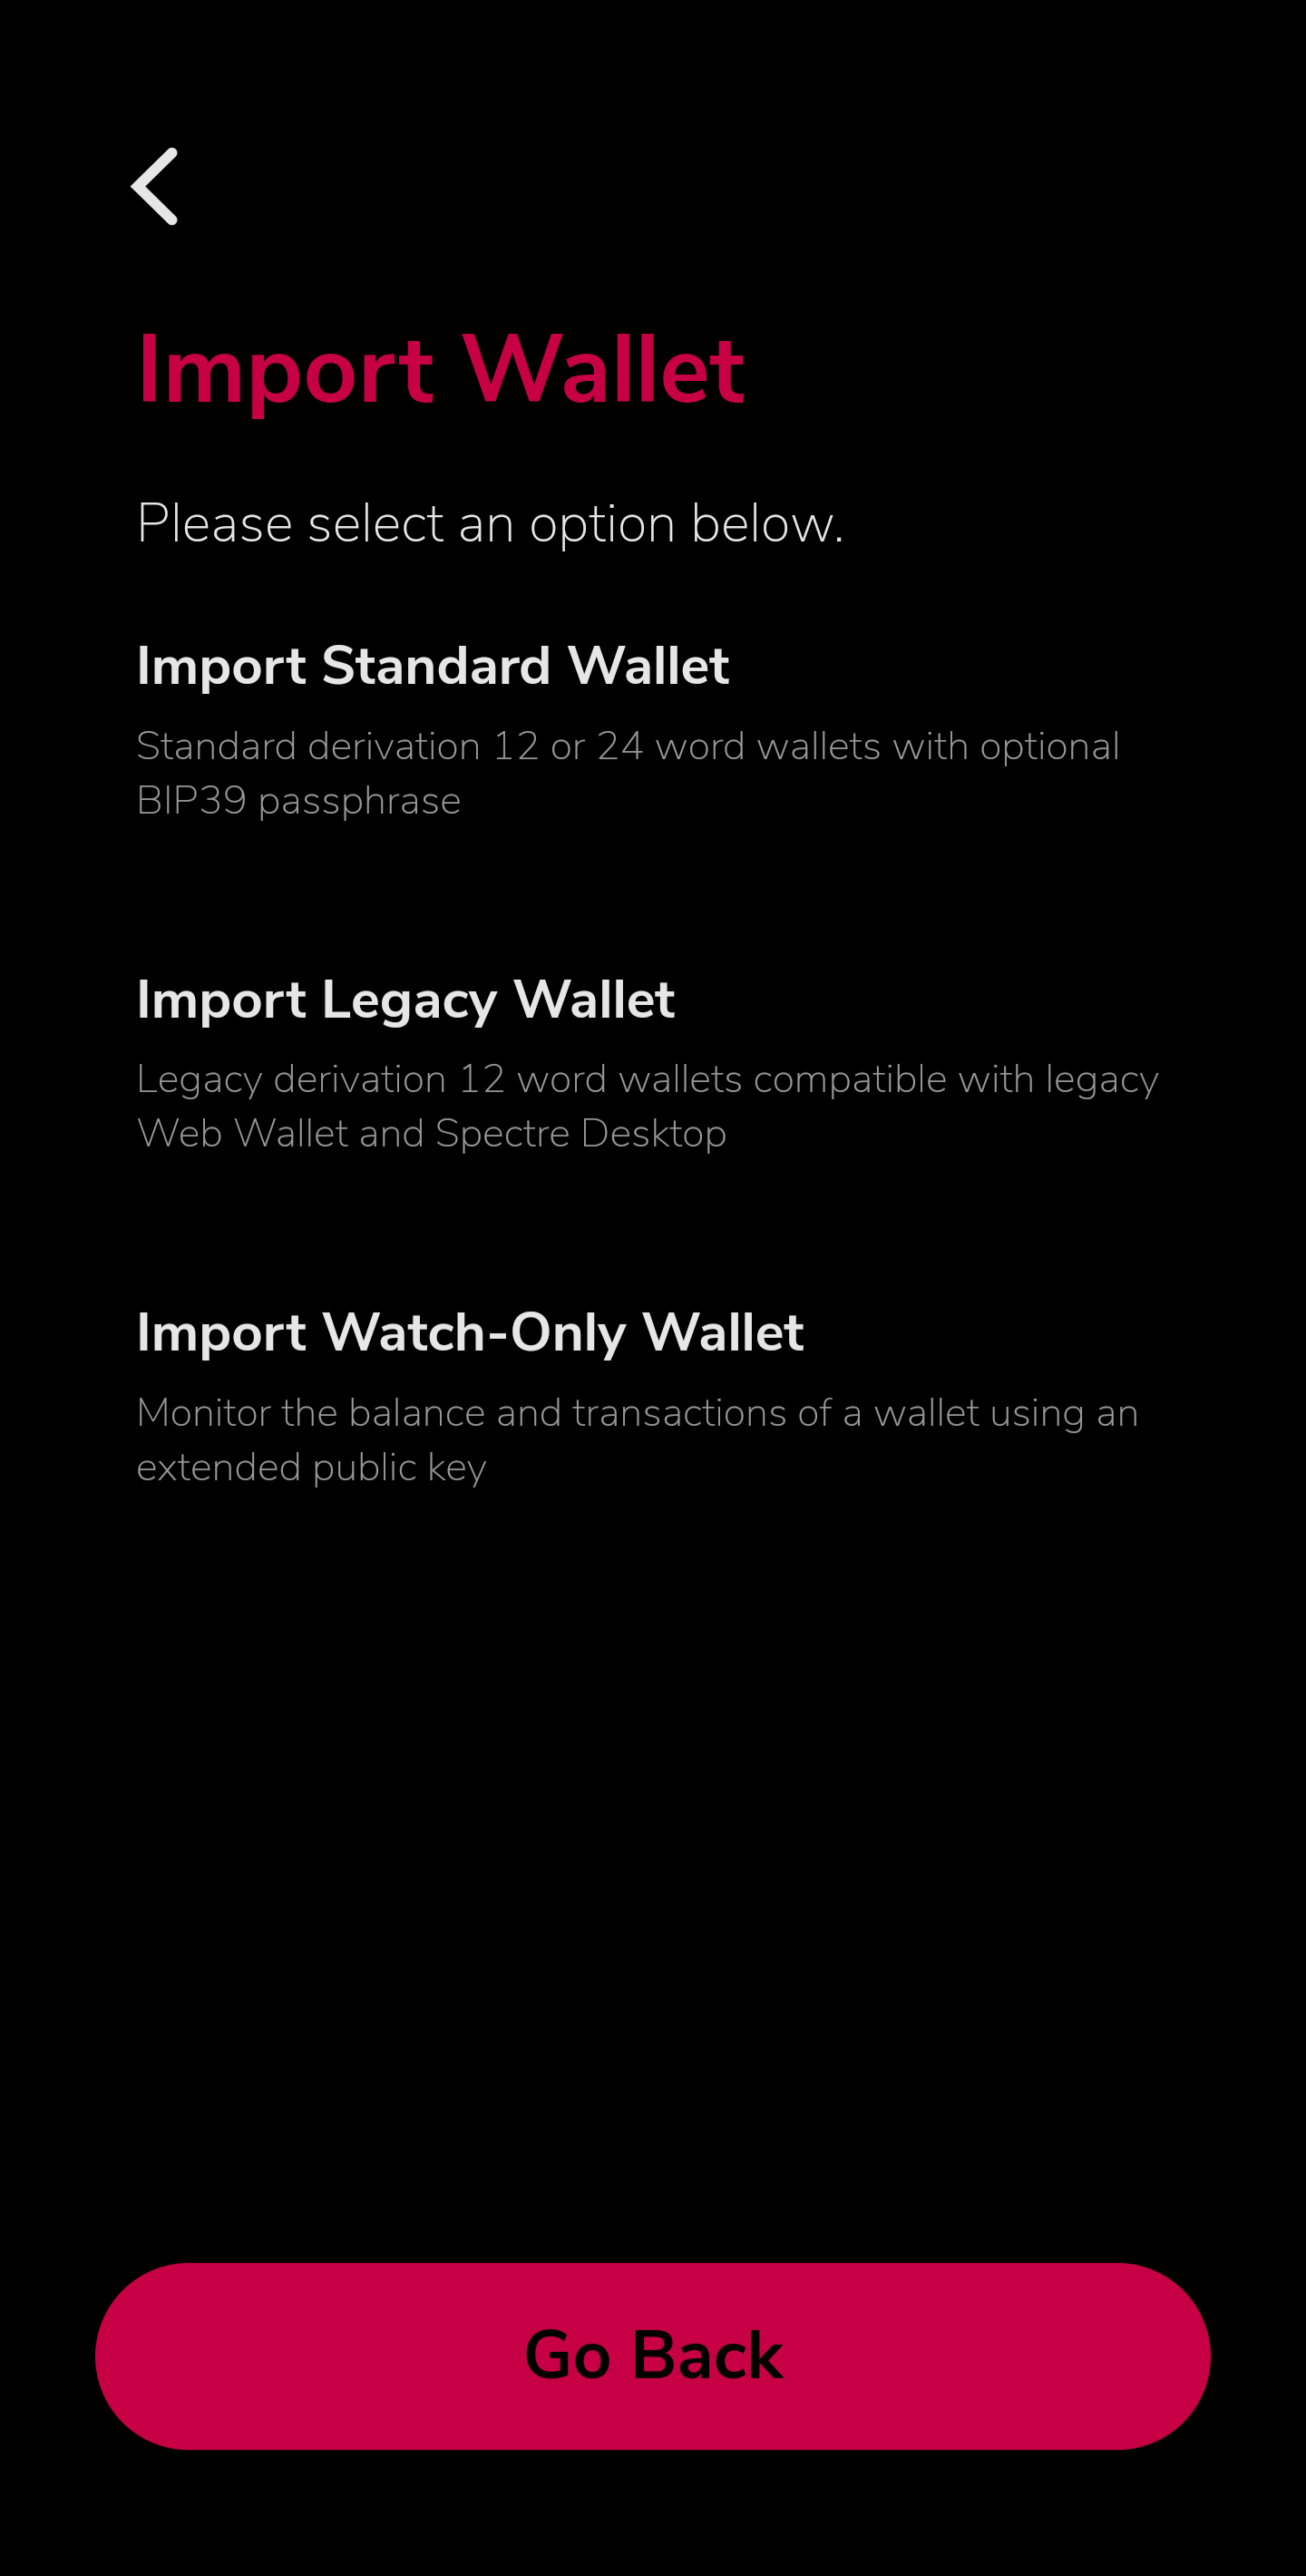 Import Wallet
Please select an option below.
Import Standard Wallet
Standard derivation 12 or 24 word wallets with optional
BIP39 passphrase
Import Legacy Wallet
Legacy derivation 12 word wallets compatible with legacy
Web Wallet and Spectre Desktop
Import Watch-Only Wallet
Monitor the balance and transactions of a wallet using an
extended public key
Go Back